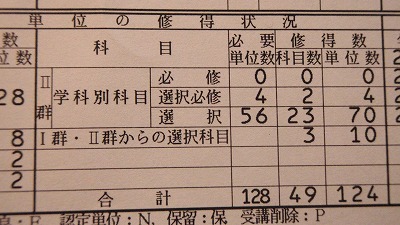 単位の修得状況
数 科目 必要 修得数
位数 単位数 科目数 単位数
Ⅱ群 学科別科目 必修 0 0 0
28 選択必修 4 2 4
選択 56 23 70
8 Ⅰ群・Ⅱ群からの選択科目 3 10
2
2
合計 128 49 124
F, 認定単位:N, 保留:保, 受講削除:P